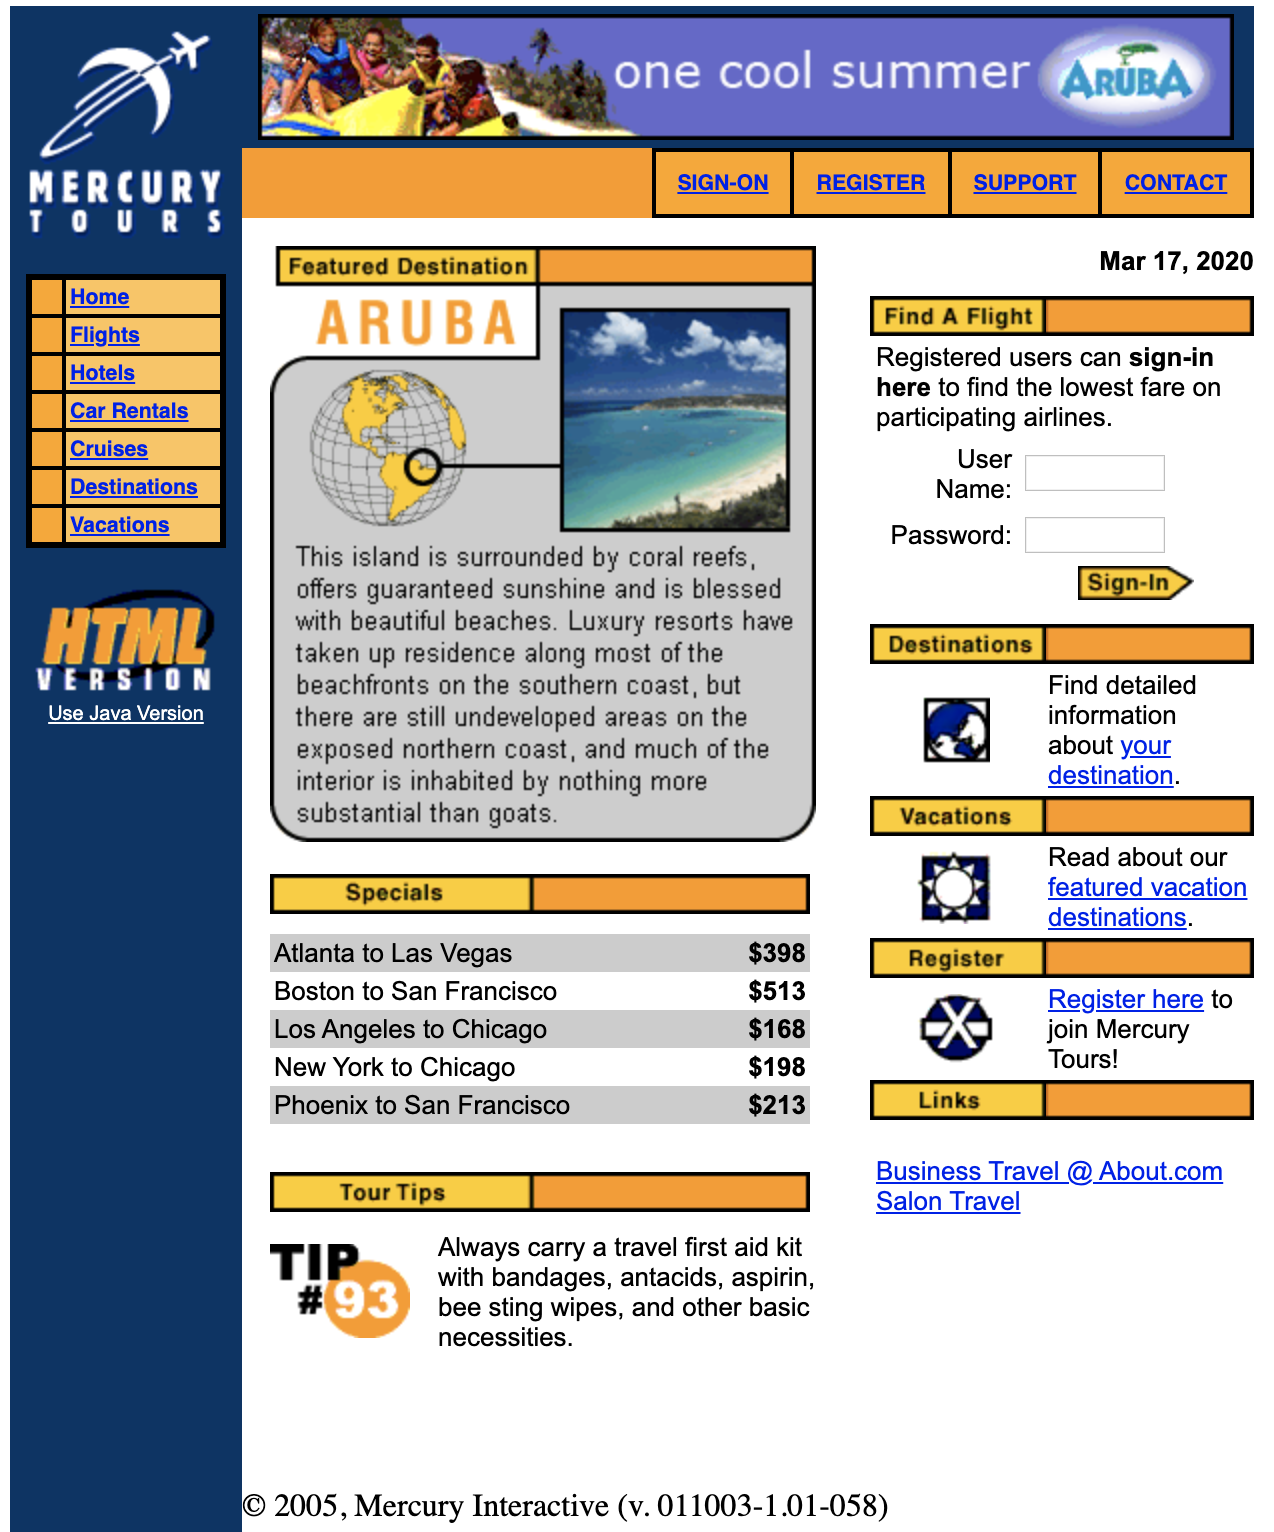 MERCURY
TOURS
one cool summer
ARUBA
SIGN-ON
REGISTER
SUPPORT
CONTACT
Home
Flights
Hotels
Car Rentals
Cruises
Destinations
Vacations
HTML
VERSION
Use Java Version
Featured Destination
ARUBA
This island is surrounded by coral reefs,
offers guaranteed sunshine and is blessed
with beautiful beaches. Luxury resorts have
taken up residence along most of the
beachfronts on the southern coast, but
there are still undeveloped areas on the
exposed northern coast, and much of the
interior is inhabited by nothing more
substantial than goats.
Specials
Atlanta to Las Vegas $398
Boston to San Francisco $513
Los Angeles to Chicago $168
New York to Chicago $198
Phoenix to San Francisco $213
Tour Tips
TIP
#93
Always carry a travel first aid kit
with bandages, antacids, aspirin,
bee sting wipes, and other basic
necessities.
Mar 17, 2020
Find A Flight
Registered users can sign-in
here to find the lowest fare on
participating airlines.
User
Name:
Password:
Sign-In
Destinations
Find detailed
information
about your
destination.
Vacations
Read about our
featured vacation
destinations.
Register
Register here to
join Mercury
Tours!
Links
Business Travel @ About.com
Salon Travel
© 2005, Mercury Interactive (v. 011003-1.01-058)